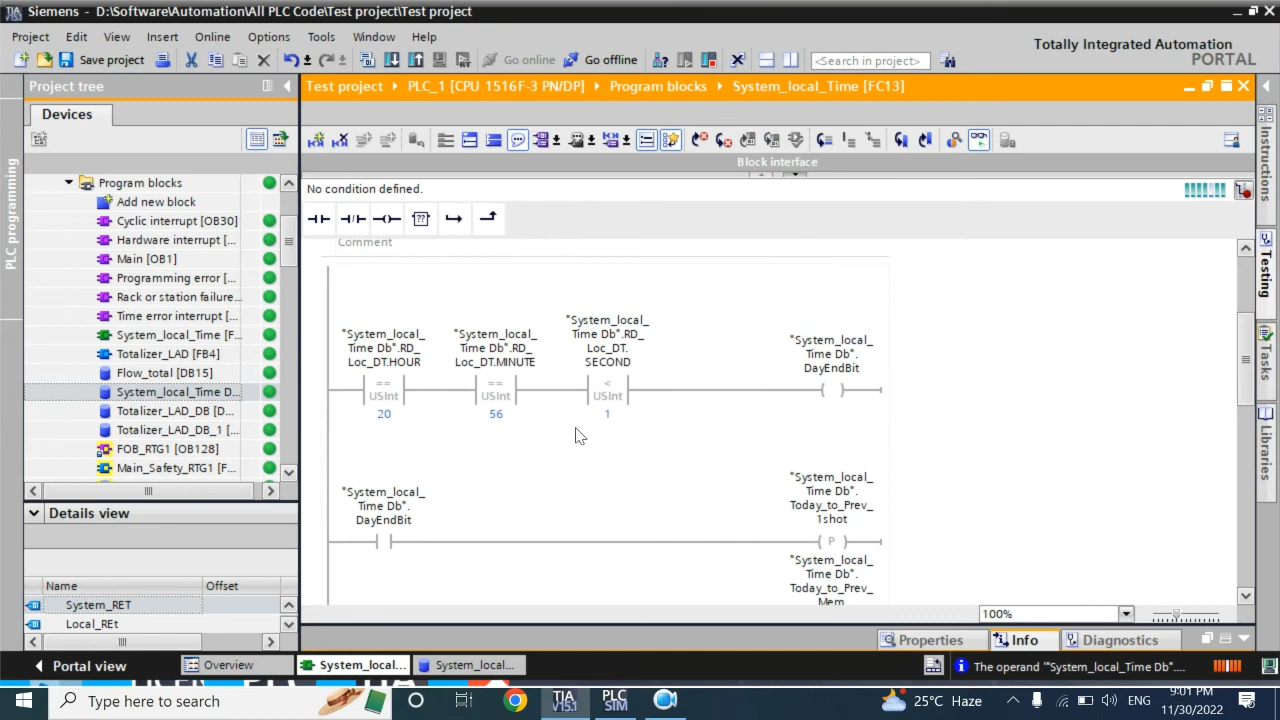 Siemens - D:\Software\Automation\All PLC Code\Test project\Test project
Project Edit View Insert Online Options Tools Window Help
Totally Integrated Automation
PORTAL
Save project
Go online
Go offline
<Search in project>
Project tree
Test project
PLC_1 [CPU 1516F-3 PN/DP]
Program blocks
System_local_Time [FC13]
Devices
PLC programming
Block interface
No condition defined.
Program blocks
Add new block
Cyclic interrupt [OB30]
Hardware interrupt [...
Main [OB1]
Programming error [...
Rack or station failure...
Time error interrupt [...
System_local_Time [F...
Totalizer_LAD [FB4]
Flow_total [DB15]
System_local_Time D...
Totalizer_LAD_DB [D...
Totalizer_LAD_DB_1 [...
FOB_RTG1 [OB128]
Main_Safety_RTG1 [F...
Comment
"System_local_
Time Db".RD_
Loc_DT.HOUR
==
USInt
20
"System_local_
Time Db".RD_
Loc_DT.MINUTE
==
USInt
56
"System_local_
Time Db".RD_
Loc_DT.
SECOND
<
USInt
1
"System_local_
Time Db".
DayEndBit
"System_local_
Time Db".
DayEndBit
"System_local_
Time Db".
Today_to_Prev_
1shot
P
"System_local_
Time Db".
Today_to_Prev_
Mem
100%
Instructions
Testing
Tasks
Libraries
Details view
Name Offset
System_RET
Local_REt
Properties
Info
Diagnostics
Portal view
Overview
System_local...
System_local...
The operand '"System_local_Time Db"....
Type here to search
TIA
V15.1
PLC
SIM
25°C Haze
ENG
9:01 PM
11/30/2022